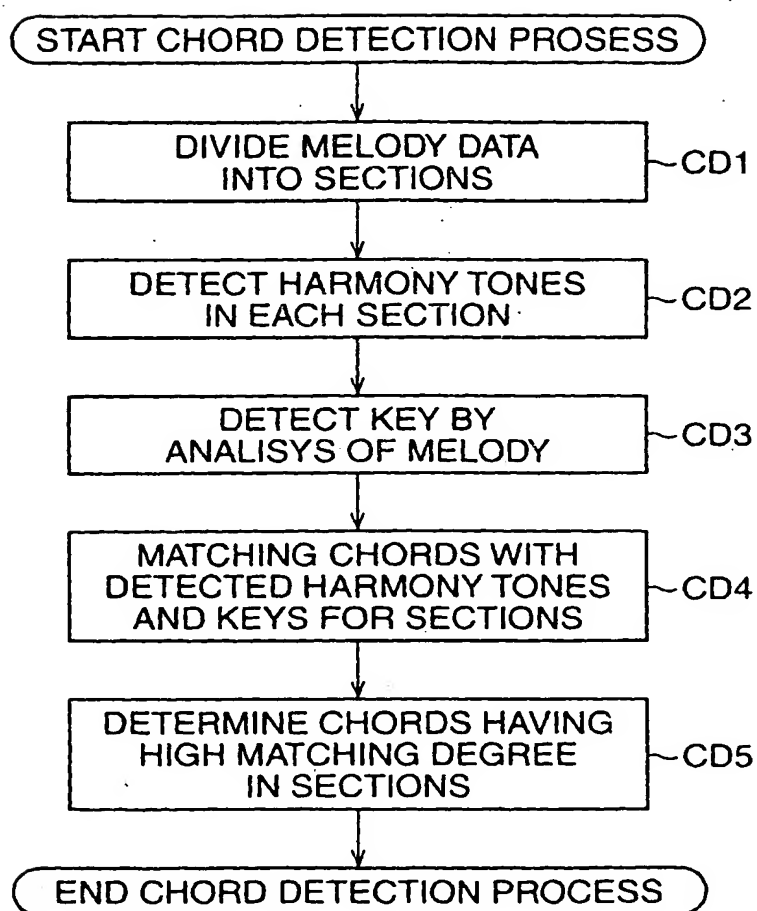 START CHORD DETECTION PROSESS
DIVIDE MELODY DATA
INTO SECTIONS
CD1
DETECT HARMONY TONES
IN EACH SECTION
CD2
DETECT KEY BY
ANALISYS OF MELODY
CD3
MATCHING CHORDS WITH
DETECTED HARMONY TONES
AND KEYS FOR SECTIONS
CD4
DETERMINE CHORDS HAVING
HIGH MATCHING DEGREE
IN SECTIONS
CD5
END CHORD DETECTION PROCESS